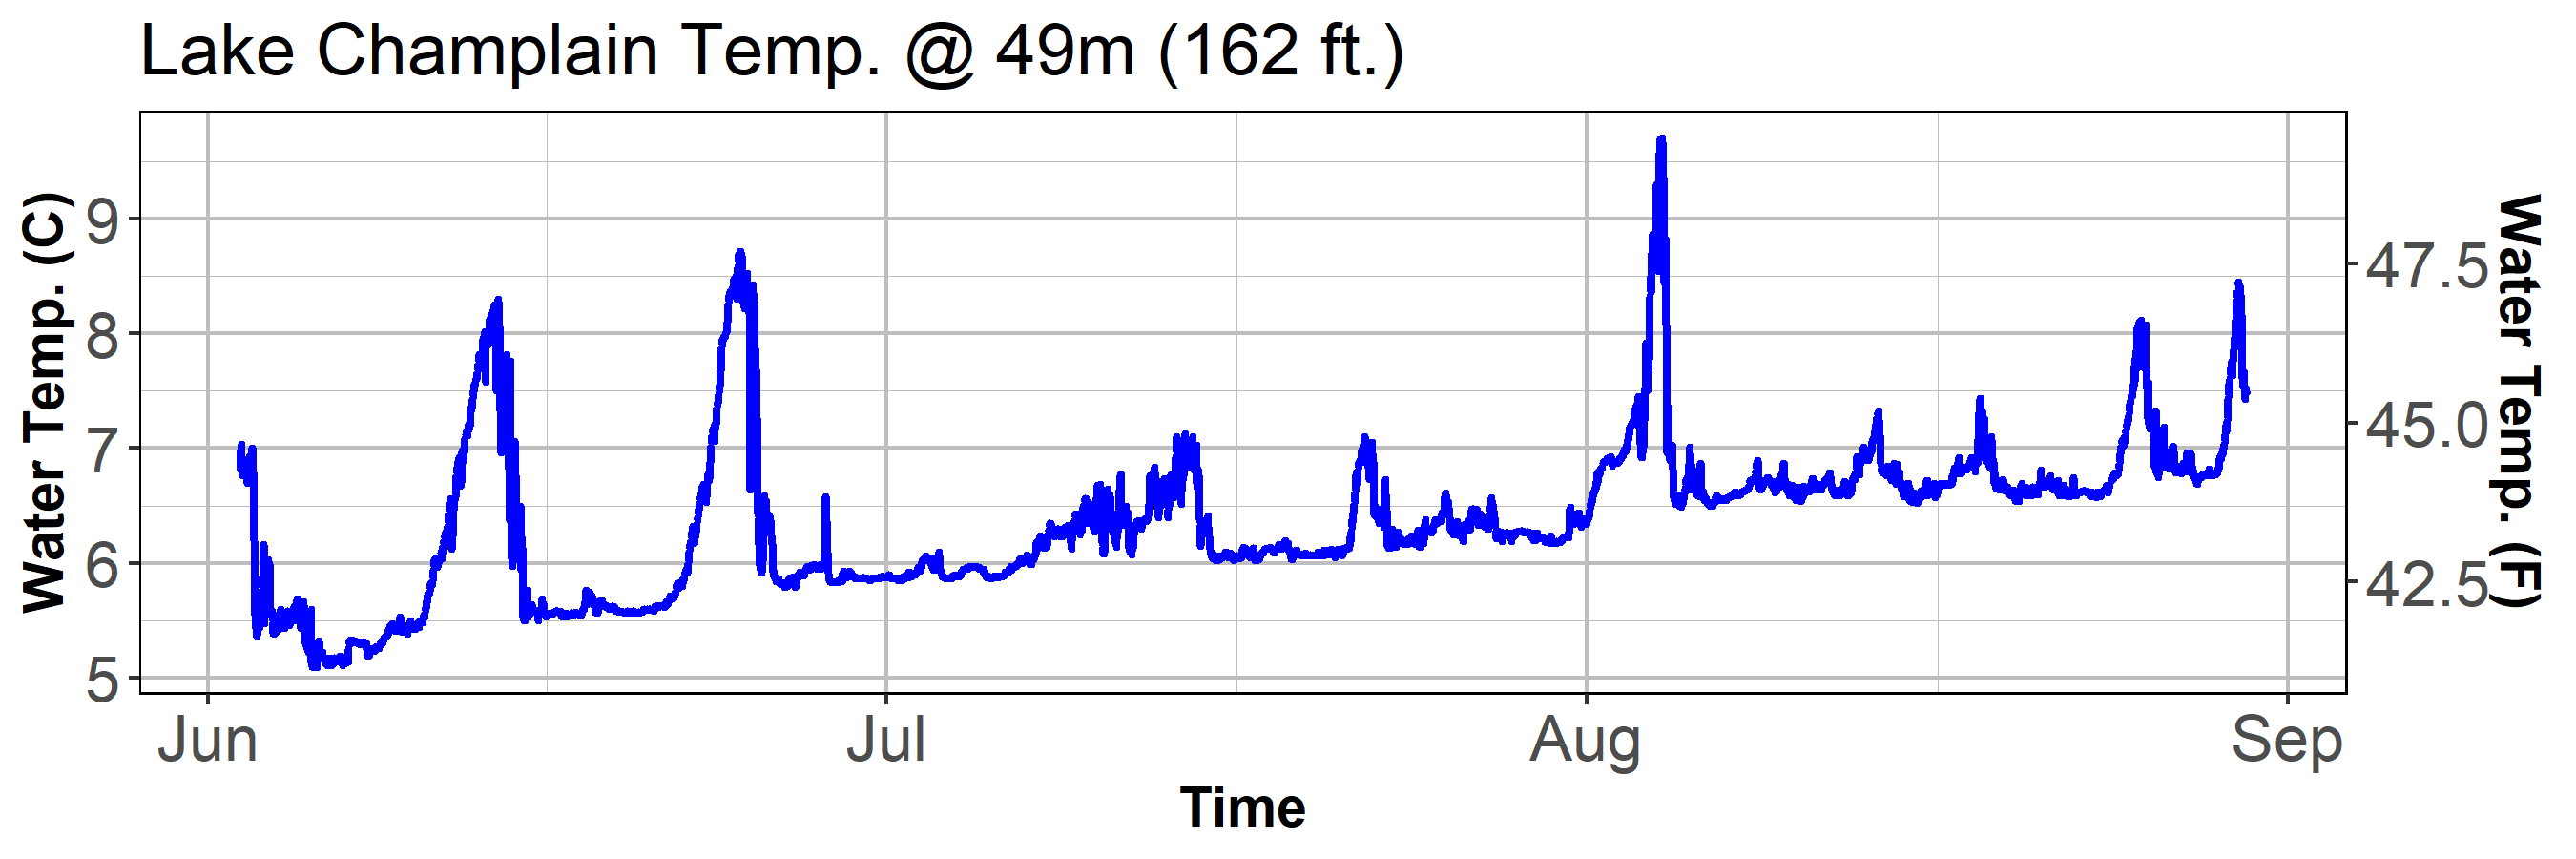 Lake Champlain Temp. @ 49m (162 ft.)
Water Temp. (C)
9
8
7
6
5
47.5
45.0
42.5
Water Temp. (F)
Jun Jul Aug Sep
Time